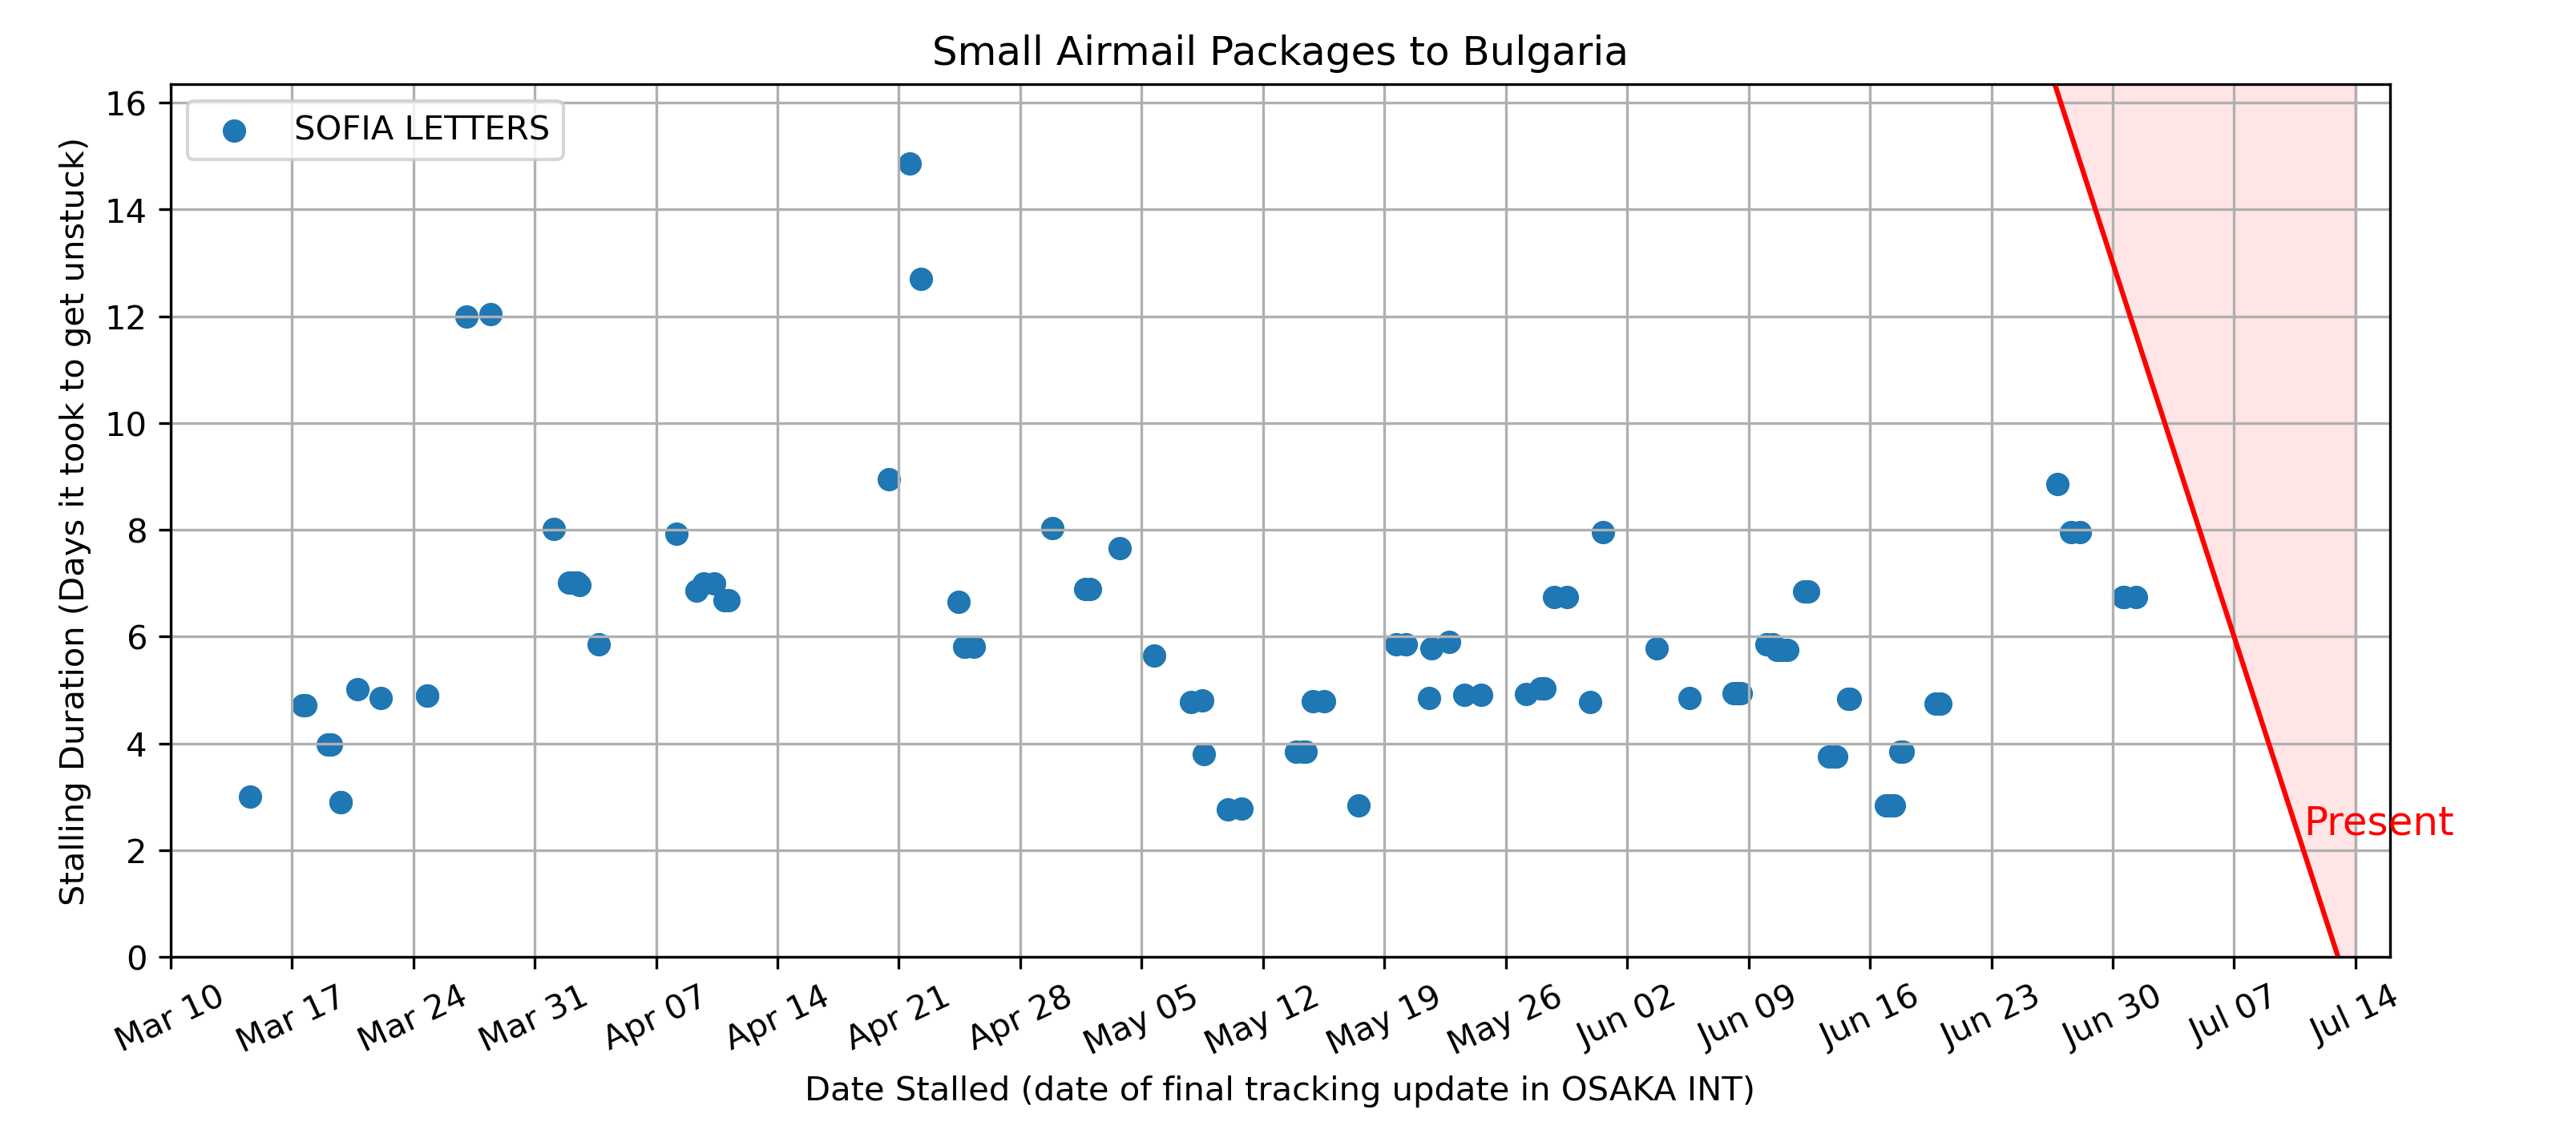 Small Airmail Packages to Bulgaria
SOFIA LETTERS
Stalling Duration (Days it took to get unstuck)
16
14
12
10
8
6
4
2
0
Present
Mar 10
Mar 17
Mar 24
Mar 31
Apr 07
Apr 14
Apr 21
Apr 28
May 05
May 12
May 19
May 26
Jun 02
Jun 09
Jun 16
Jun 23
Jun 30
Jul 07
Jul 14
Date Stalled (date of final tracking update in OSAKA INT)